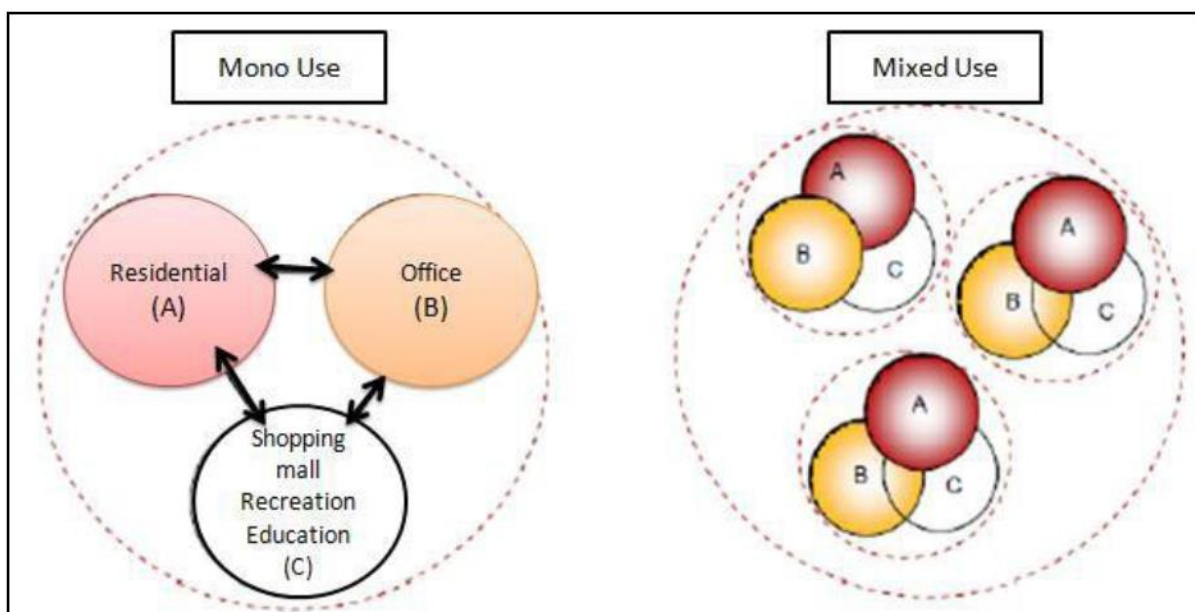 Mono Use
Residential
(A)
Office
(B)
Shopping
mall
Recreation
Education
(C)
Mixed Use
A
B
C
A
B
C
A
B
C